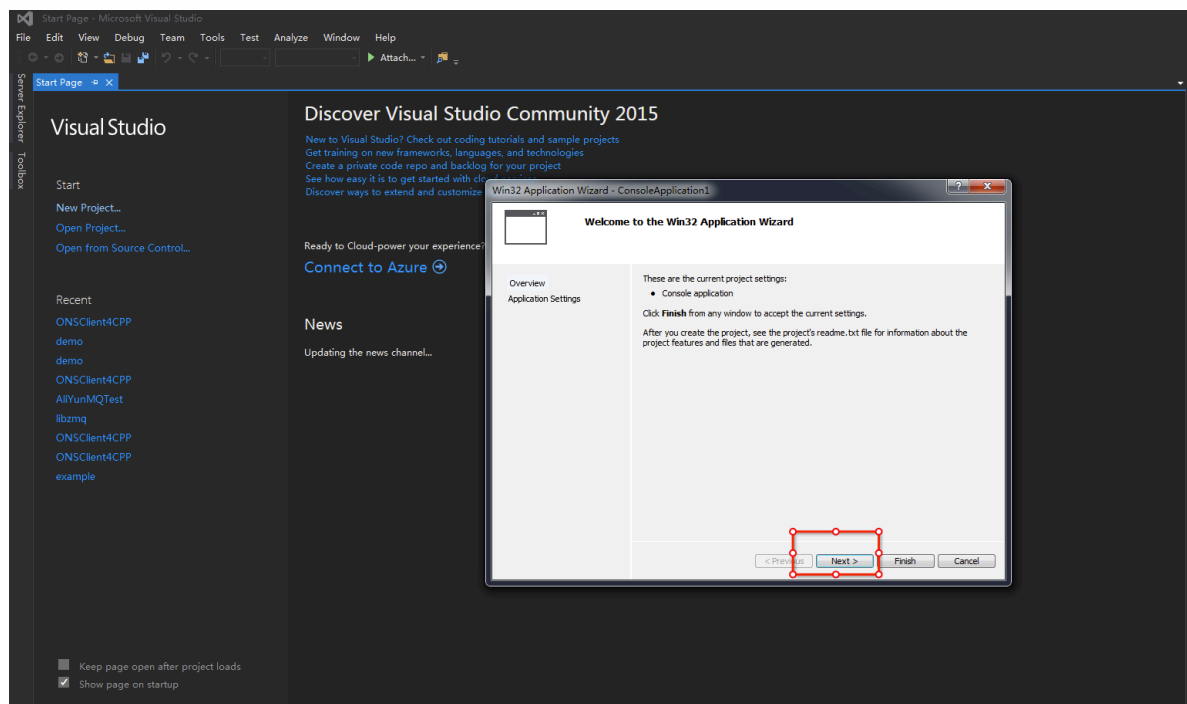 Start Page - Microsoft Visual Studio
File Edit View Debug Team Tools Test Analyze Window Help
Attach...
Server Explorer
Toolbox
Start Page
Visual Studio
Start
New Project...
Open Project...
Open from Source Control...
Recent
ONSClient4CPP
demo
demo
ONSClient4CPP
AliYunMQTest
libzmq
ONSClient4CPP
ONSClient4CPP
example
Keep page open after project loads
Show page on startup
Discover Visual Studio Community 2015
New to Visual Studio? Check out coding tutorials and sample projects
Get training on new frameworks, languages, and technologies
Create a private code repo and backlog for your project
See how easy it is to get started with
Discover ways to extend and customize
Ready to Cloud-power your experience?
Connect to Azure
News
Updating the news channel...
Win32 Application Wizard - ConsoleApplication1
Welcome to the Win32 Application Wizard
Overview
Application Settings
These are the current project settings:
• Console application
Click Finish from any window to accept the current settings.
After you create the project, see the project's readme.txt file for information about the
project features and files that are generated.
< Previous Next > Finish Cancel